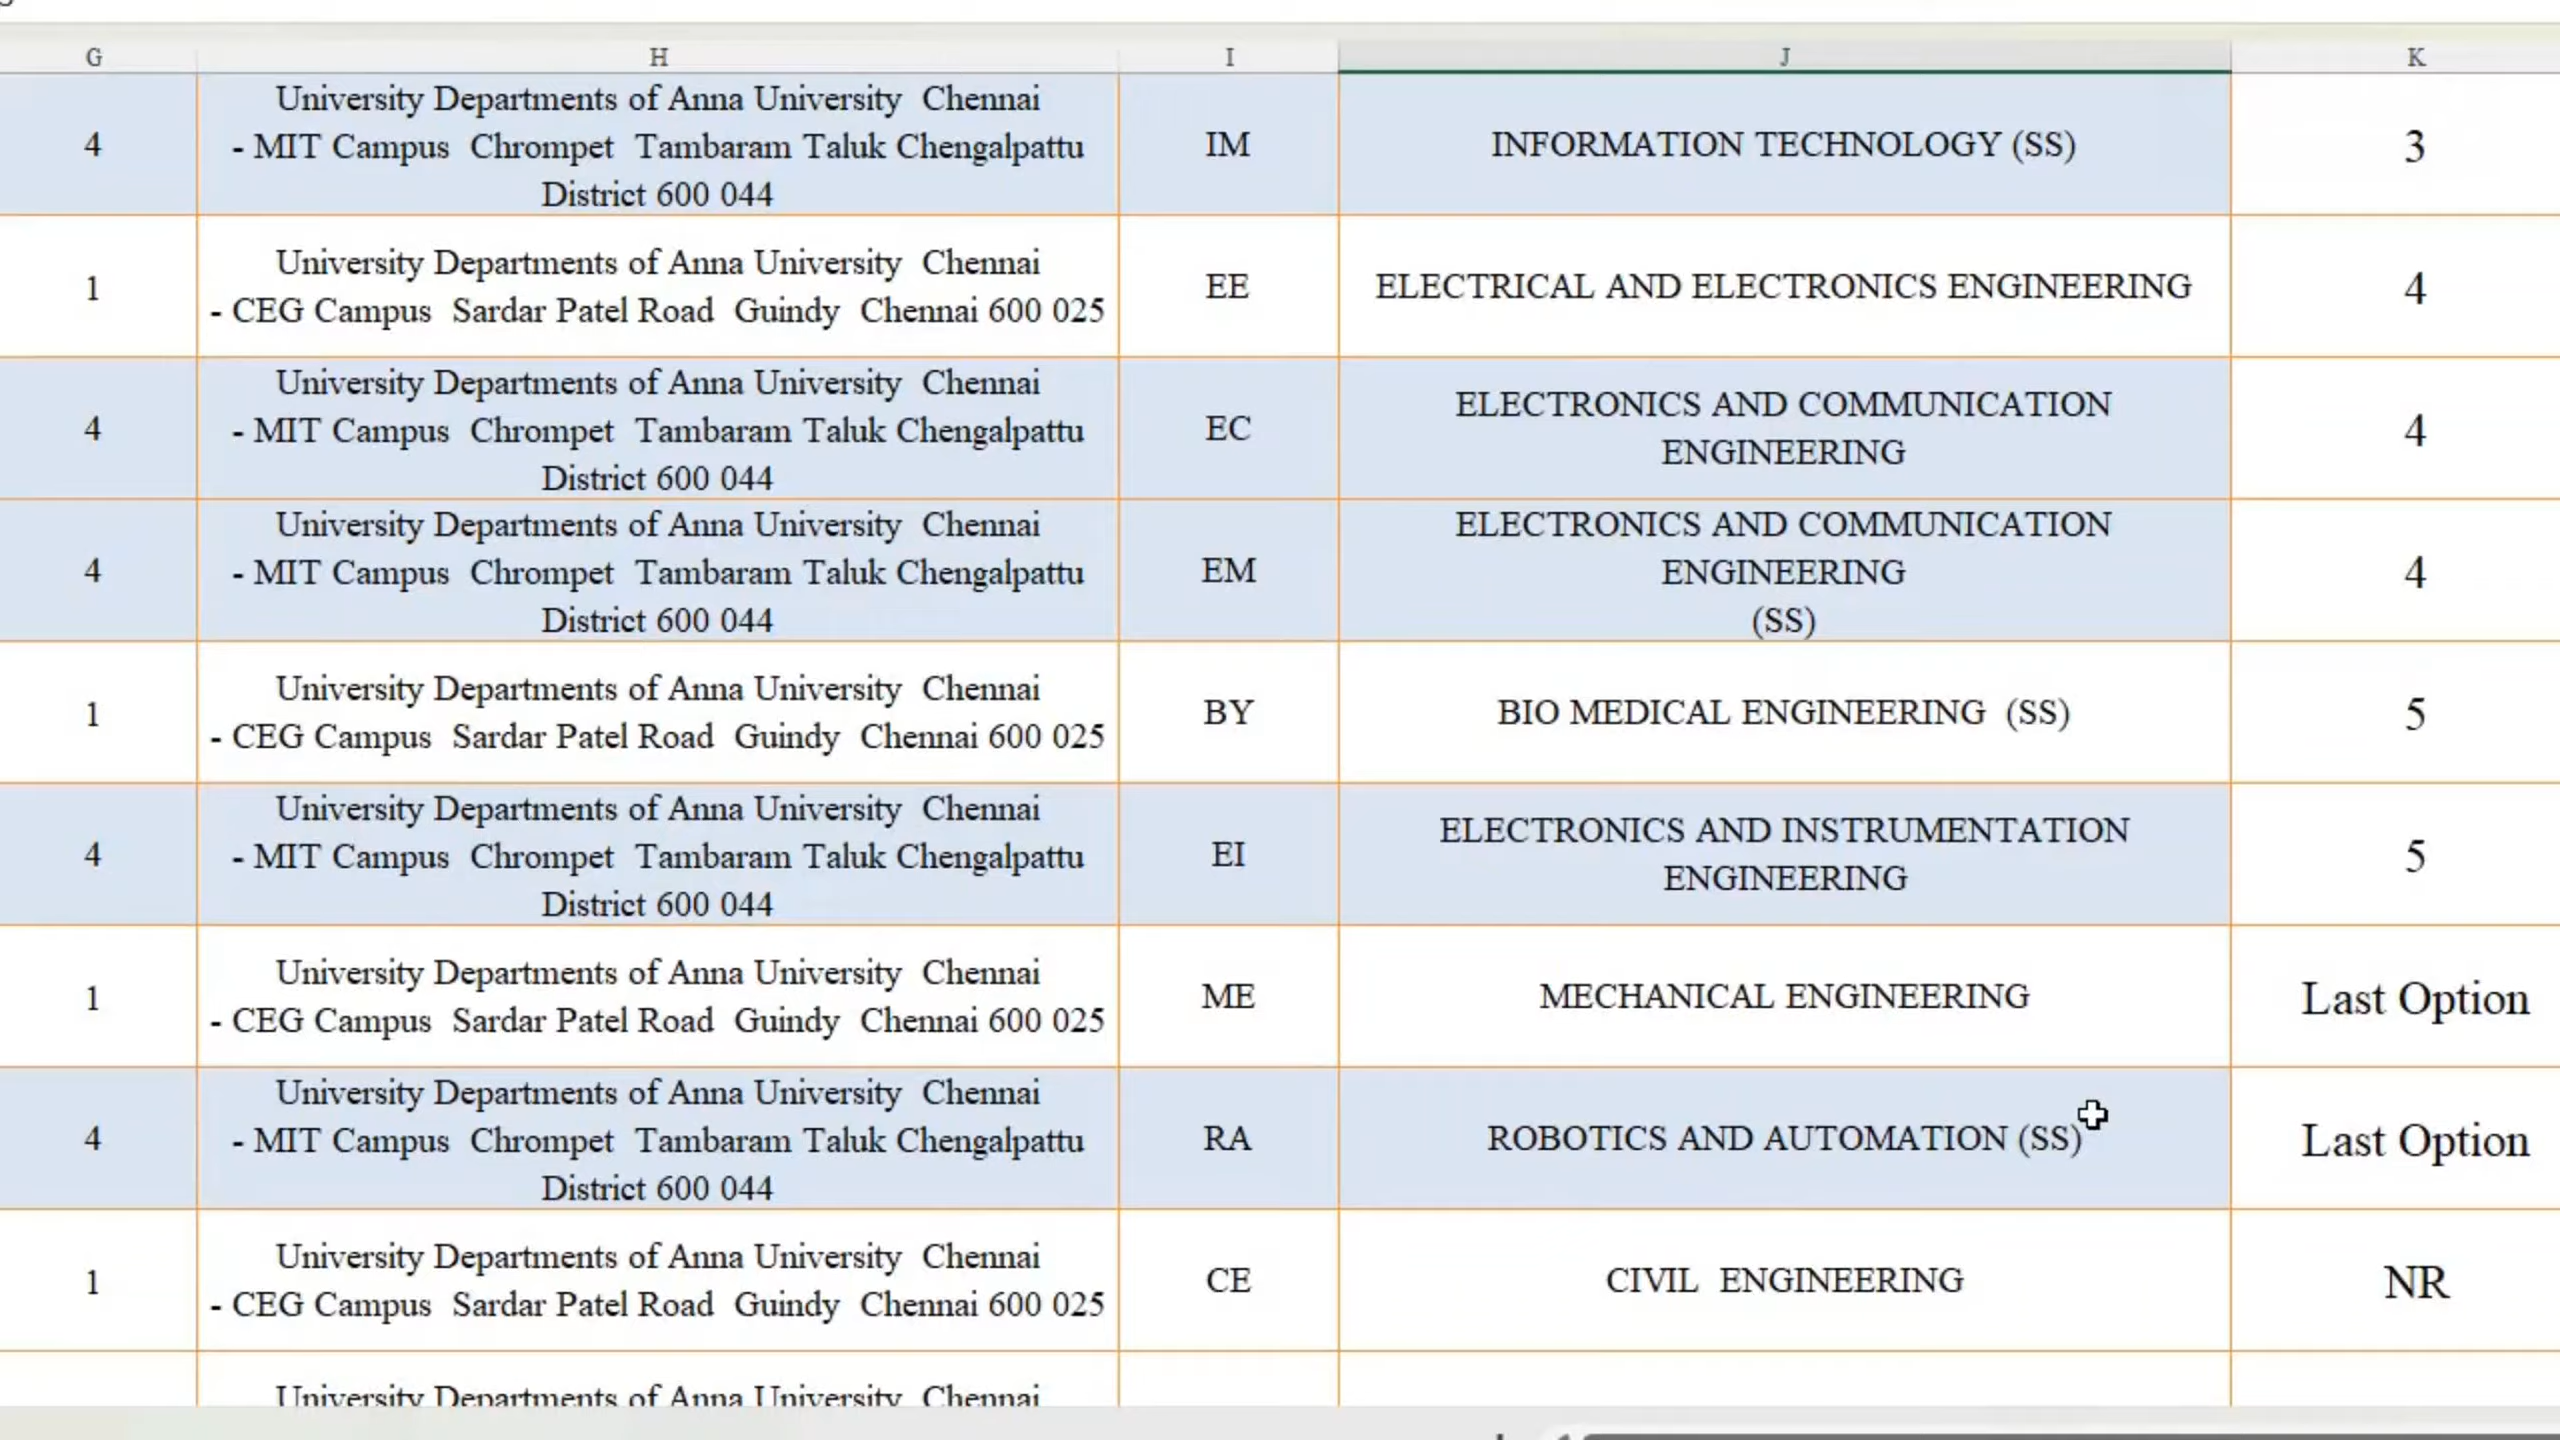 G H I J K
4
University Departments of Anna University Chennai
- MIT Campus Chrompet Tambaram Taluk Chengalpattu
District 600 044
IM
INFORMATION TECHNOLOGY (SS)
3
1
University Departments of Anna University Chennai
- CEG Campus Sardar Patel Road Guindy Chennai 600 025
EE
ELECTRICAL AND ELECTRONICS ENGINEERING
4
4
University Departments of Anna University Chennai
- MIT Campus Chrompet Tambaram Taluk Chengalpattu
District 600 044
EC
ELECTRONICS AND COMMUNICATION
ENGINEERING
4
4
University Departments of Anna University Chennai
- MIT Campus Chrompet Tambaram Taluk Chengalpattu
District 600 044
EM
ELECTRONICS AND COMMUNICATION
ENGINEERING
(SS)
4
1
University Departments of Anna University Chennai
- CEG Campus Sardar Patel Road Guindy Chennai 600 025
BY
BIO MEDICAL ENGINEERING (SS)
5
4
University Departments of Anna University Chennai
- MIT Campus Chrompet Tambaram Taluk Chengalpattu
District 600 044
EI
ELECTRONICS AND INSTRUMENTATION
ENGINEERING
5
1
University Departments of Anna University Chennai
- CEG Campus Sardar Patel Road Guindy Chennai 600 025
ME
MECHANICAL ENGINEERING
Last Option
4
University Departments of Anna University Chennai
- MIT Campus Chrompet Tambaram Taluk Chengalpattu
District 600 044
RA
ROBOTICS AND AUTOMATION (SS)
Last Option
1
University Departments of Anna University Chennai
- CEG Campus Sardar Patel Road Guindy Chennai 600 025
CE
CIVIL ENGINEERING
NR
University Departments of Anna University Chennai